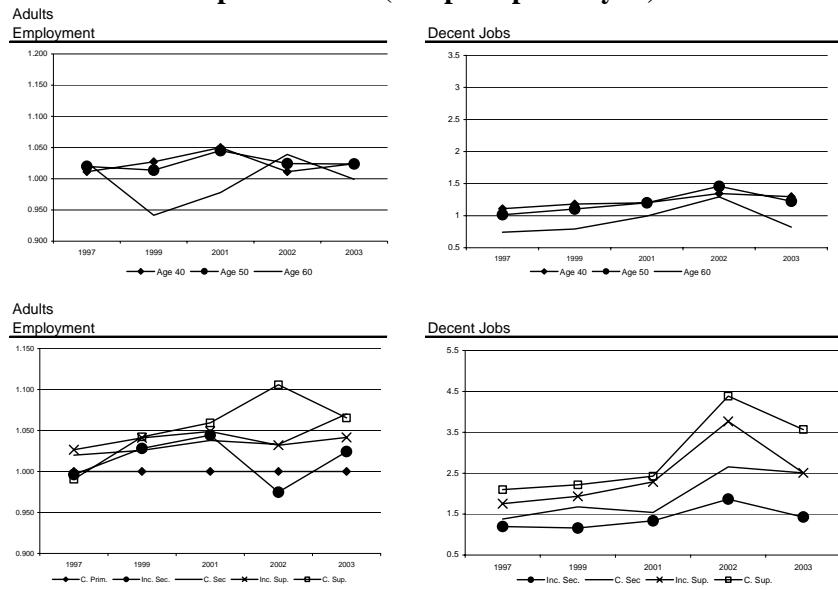 Adults
Employment
1.200
1.150
1.100
1.050
1.000
0.950
0.900
1997 1999 2001 2002 2003
Age 40 Age 50 Age 60
Decent Jobs
3.5
3
2.5
2
1.5
1
0.5
1997 1999 2001 2002 2003
Age 40 Age 50 Age 60
Adults
Employment
1.150
1.100
1.050
1.000
0.950
0.900
1997 1999 2001 2002 2003
C. Prim. Inc. Sec. C. Sec Inc. Sup. C. Sup.
Decent Jobs
5.5
4.5
3.5
2.5
1.5
0.5
1997 1999 2001 2002 2003
Inc. Sec. C. Sec Inc. Sup. C. Sup.